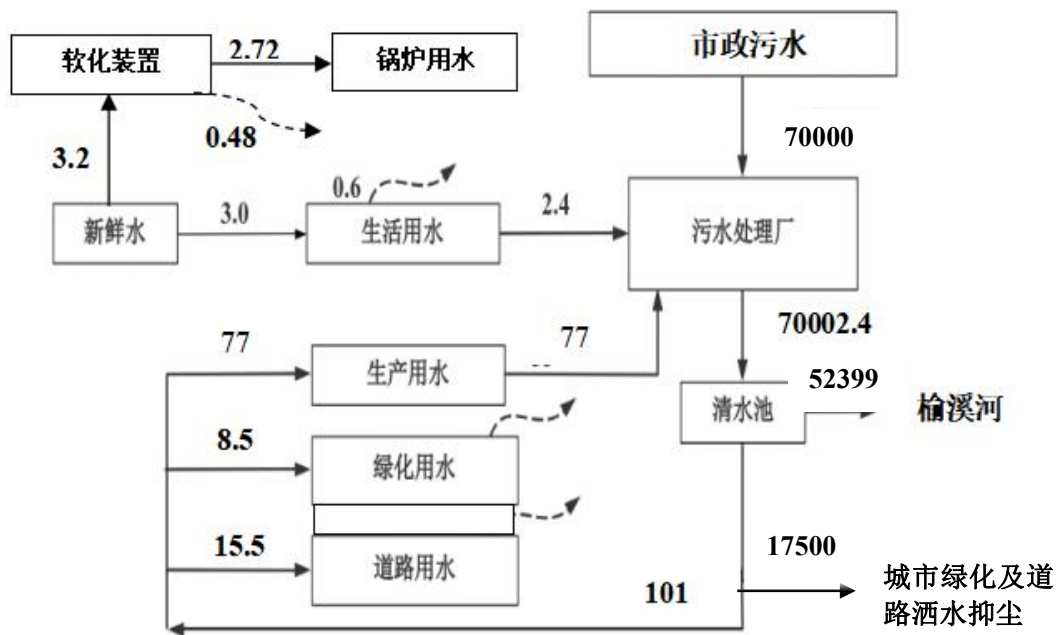 软化装置
2.72
锅炉用水
市政污水
0.48
70000
3.2
0.6
新鲜水
3.0
生活用水
2.4
污水处理厂
70002.4
77
生产用水
77
52399
清水池
榆溪河
8.5
绿化用水
15.5
道路用水
17500
101
城市绿化及道
路洒水抑尘